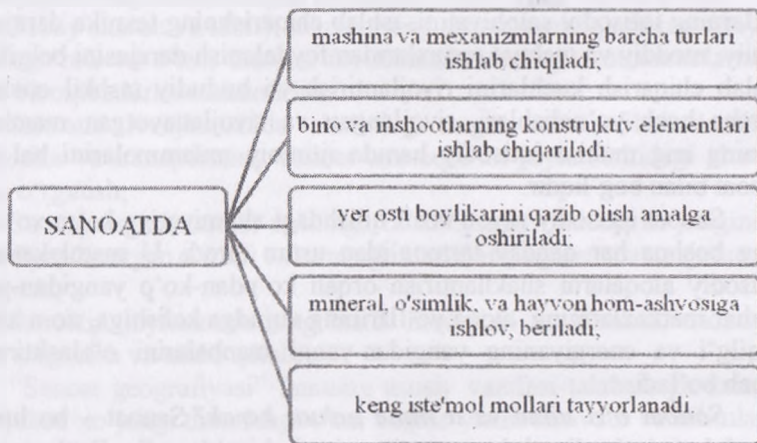 mashina va mexanizmlarning barcha turlari
ishlab chiqiladi;
bino va inshootlarning konstruktiv elementlari
ishlab chiqariladi;
SANOATDA
yer osti boylikarini qazib olish amalga
oshiriladi;
mineral, o'simlik, va hayvon hom-ashyosiga
ishlov, beriladi;
keng iste'mol mollari tayyorlanadi.